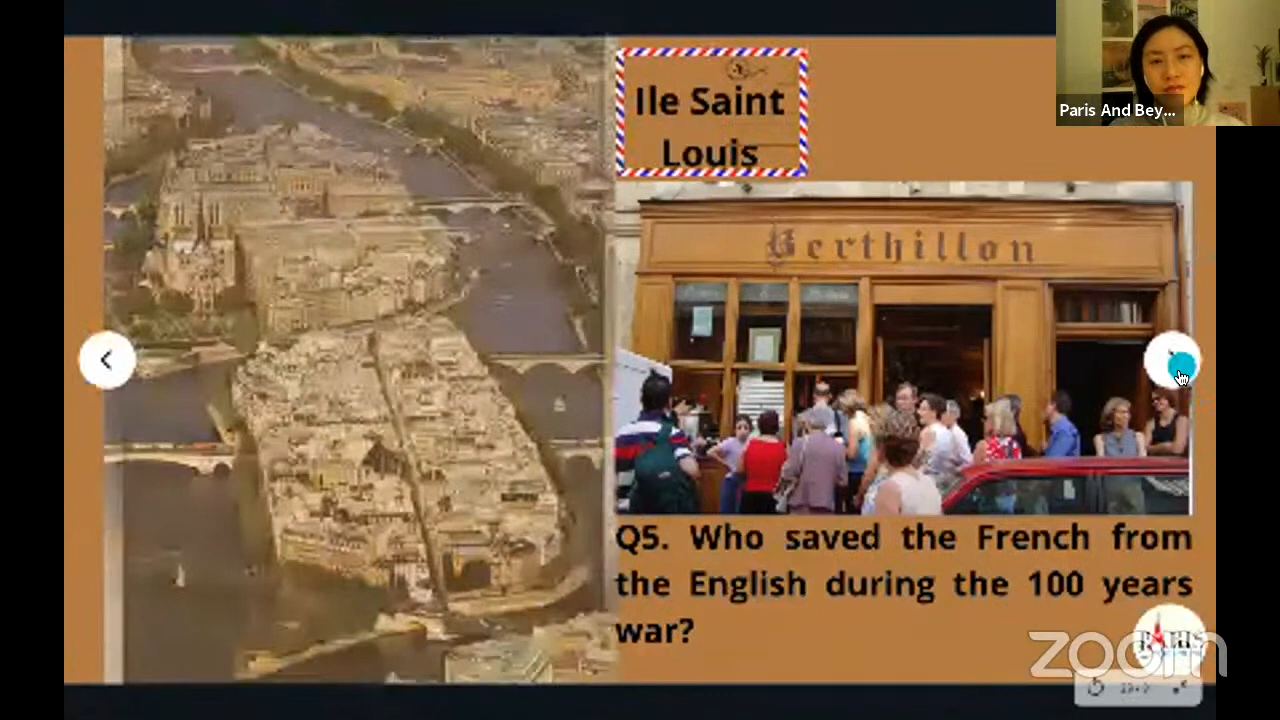 Ile Saint
Louis
Paris And Bey...
Berthillon
Q5. Who saved the French from
the English during the 100 years
war?
PARIS
zoom